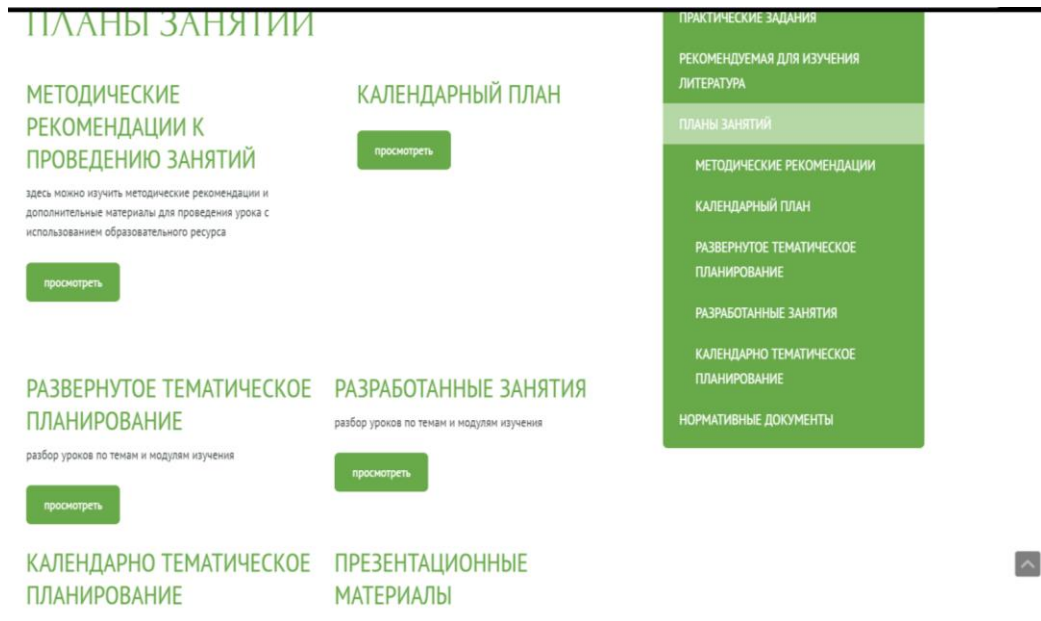 ПЛАНЫ ЗАНЯТИЙ
МЕТОДИЧЕСКИЕ
РЕКОМЕНДАЦИИ К
ПРОВЕДЕНИЮ ЗАНЯТИЙ
здесь можно изучить методические рекомендации и
дополнительные материалы для проведения урока с
использованием образовательного ресурса
просмотреть
КАЛЕНДАРНЫЙ ПЛАН
просмотреть
РАЗВЕРНУТОЕ ТЕМАТИЧЕСКОЕ
ПЛАНИРОВАНИЕ
разбор уроков по темам и модулям изучения
просмотреть
РАЗРАБОТАННЫЕ ЗАНЯТИЯ
разбор уроков по темам и модулям изучения
просмотреть
КАЛЕНДАРНО ТЕМАТИЧЕСКОЕ
ПЛАНИРОВАНИЕ
ПРЕЗЕНТАЦИОННЫЕ
МАТЕРИАЛЫ
ПРАКТИЧЕСКИЕ ЗАДАНИЯ
РЕКОМЕНДУЕМАЯ ДЛЯ ИЗУЧЕНИЯ
ЛИТЕРАТУРА
ПЛАНЫ ЗАНЯТИЙ
МЕТОДИЧЕСКИЕ РЕКОМЕНДАЦИИ
КАЛЕНДАРНЫЙ ПЛАН
РАЗВЕРНУТОЕ ТЕМАТИЧЕСКОЕ
ПЛАНИРОВАНИЕ
РАЗРАБОТАННЫЕ ЗАНЯТИЯ
КАЛЕНДАРНО ТЕМАТИЧЕСКОЕ
ПЛАНИРОВАНИЕ
НОРМАТИВНЫЕ ДОКУМЕНТЫ